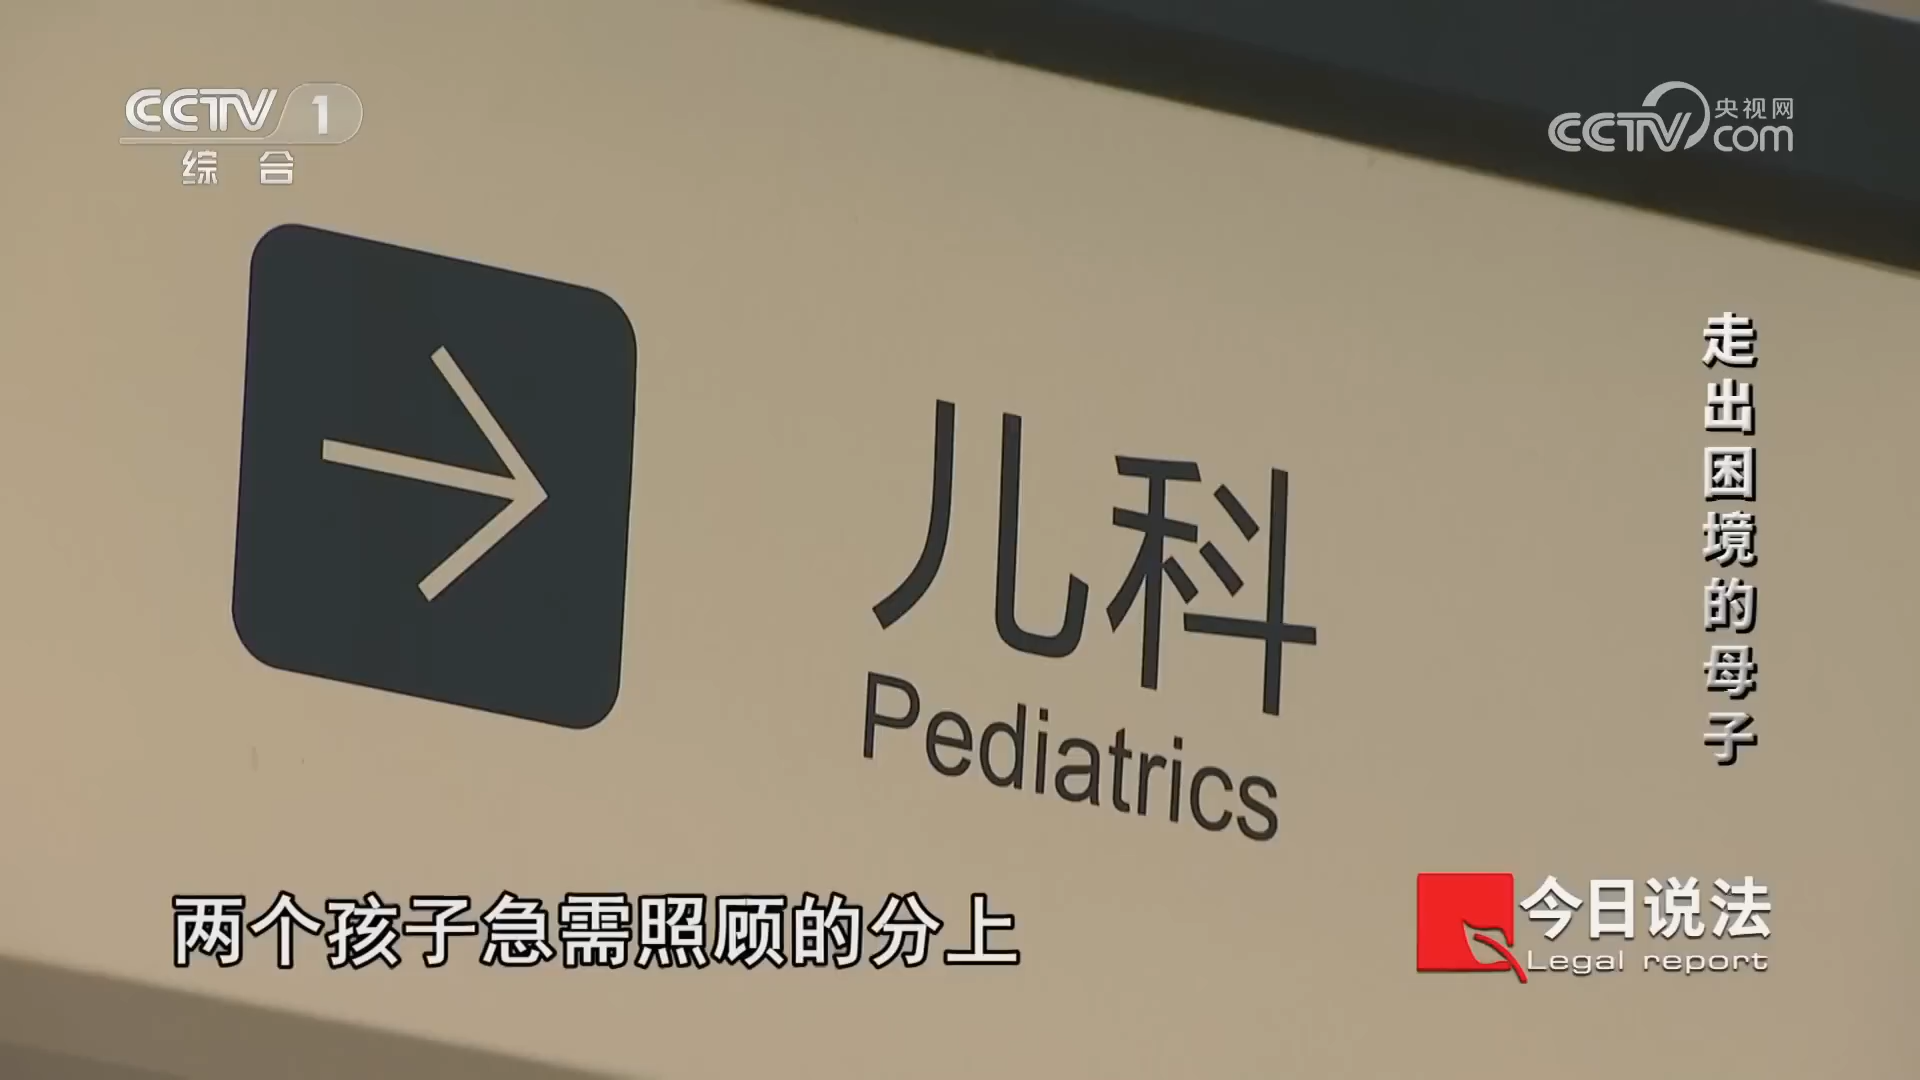 CCTV 1
综合
央视网
CCTV com
儿科
Pediatrics
走出困境的母子
两个孩子急需照顾的分上
今日说法
Legal report